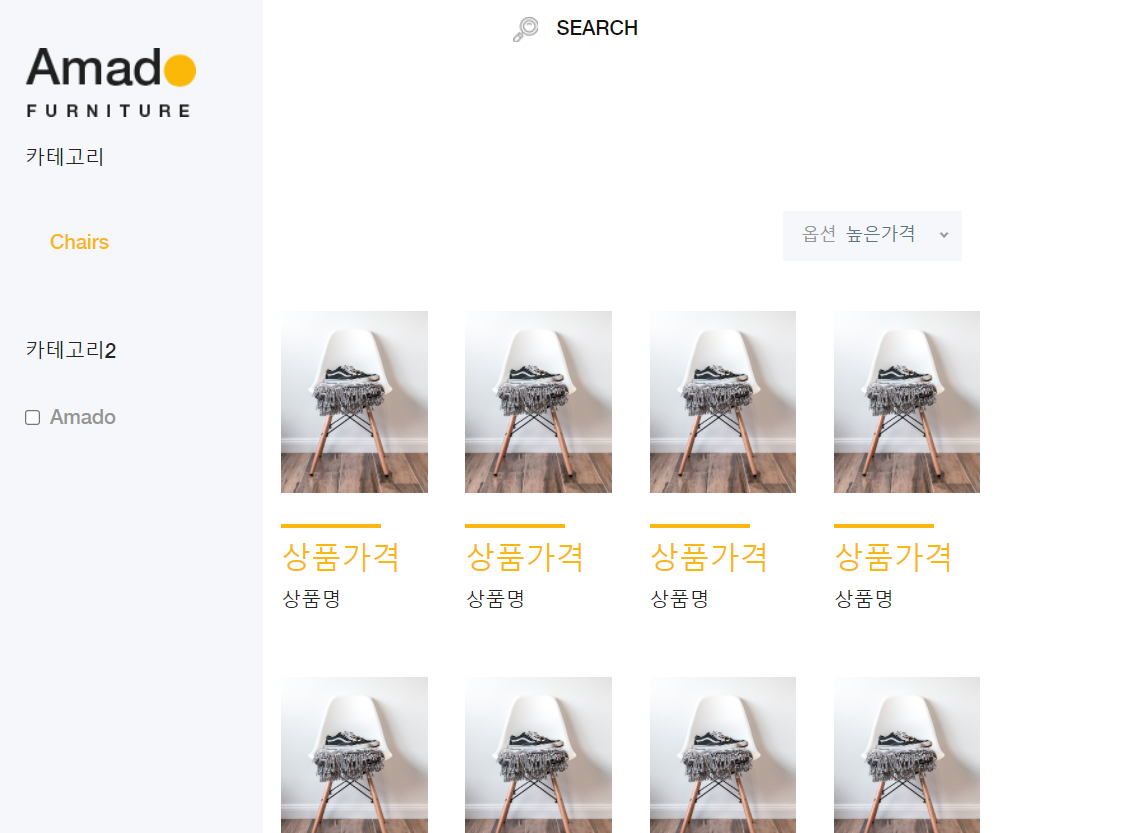 SEARCH
Amado
FURNITURE
카테고리
Chairs
카테고리2
Amado
옵션 높은가격
상품가격 상품가격 상품가격 상품가격
상품명 상품명 상품명 상품명